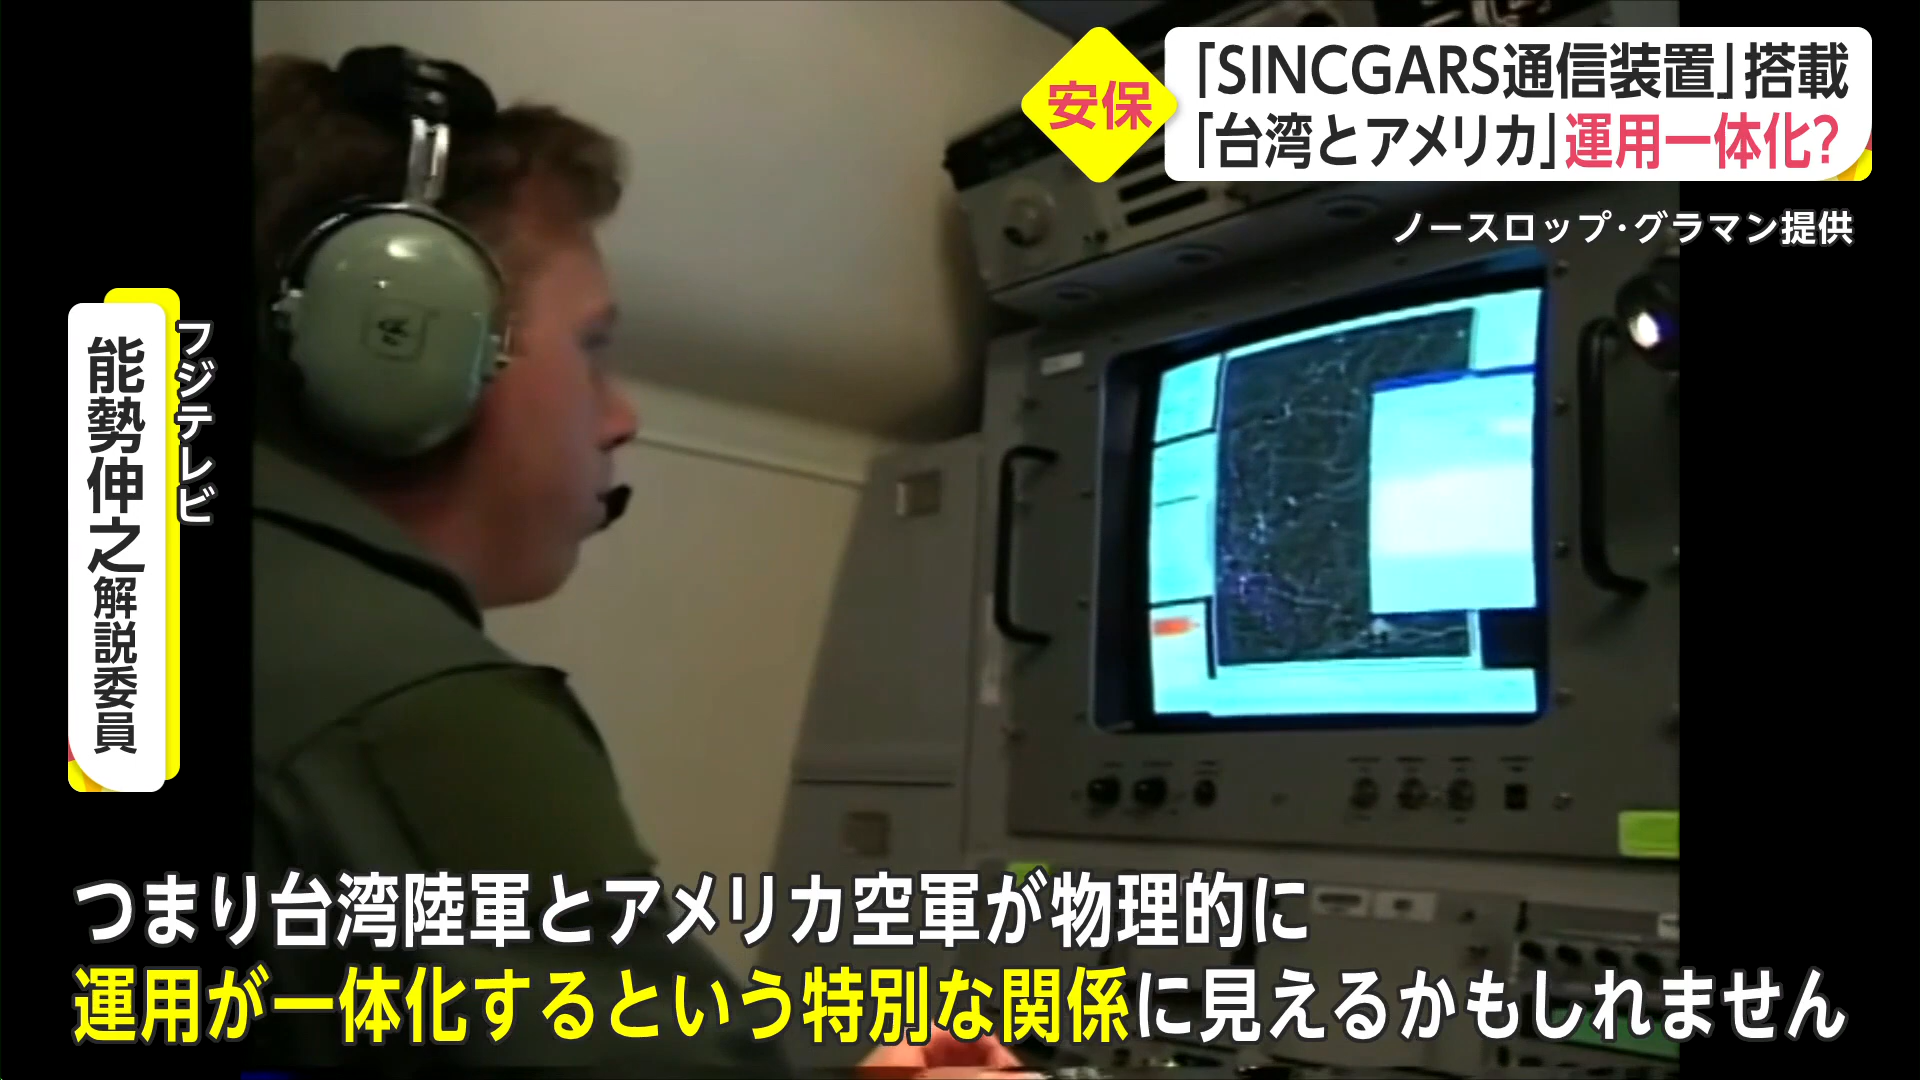 安保
「SINCGARS通信装置」搭載
「台湾とアメリカ」運用一体化?
ノースロップ・グラマン提供
フジテレビ
能勢伸之解説委員
つまり台湾陸軍とアメリカ空軍が物理的に
運用が一体化するという特別な関係に見えるかもしれません